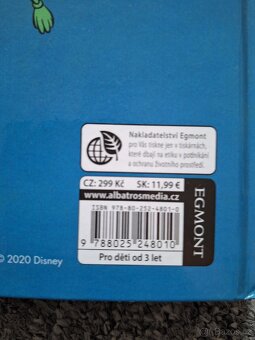 Nakladatelství Egmont
pro Vás tiskne jen v tiskárnách,
které dbají na etiku v podnikání
a ochranu životního prostředí.
CZ: 299 Kč SK: 11,99 €
www.albatrosmedia.cz
EGMONT
ISBN 978-80-252-4801-0
9 788025 248010
Pro děti od 3 let
© 2020 Disney